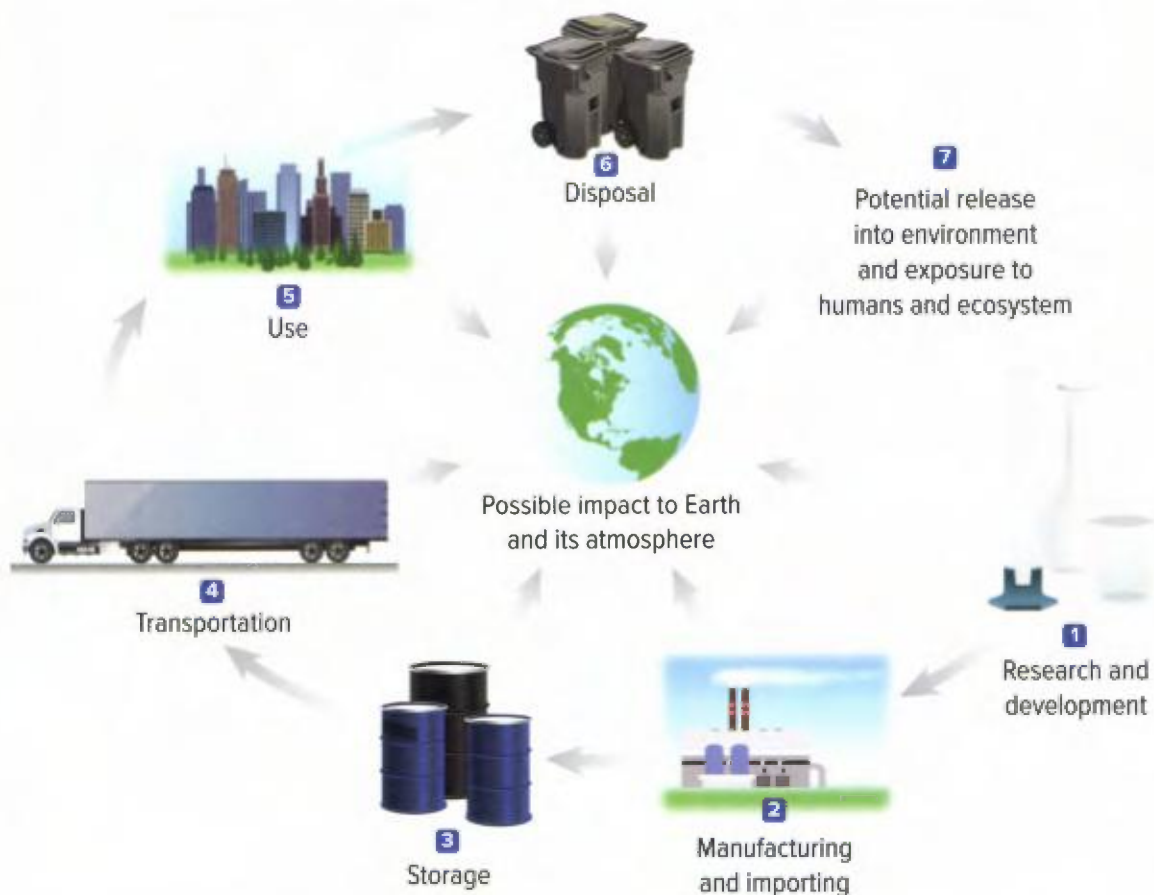 6
Disposal
7
Potential release
into environment
and exposure to
humans and ecosystem
5
Use
Possible impact to Earth
and its atmosphere
4
Transportation
1
Research and
development
3
Storage
2
Manufacturing
and importing